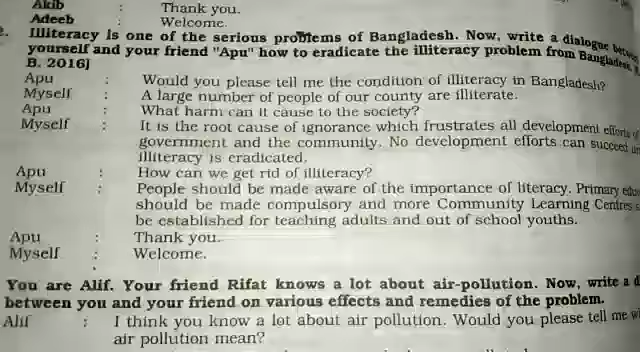 Akib : Thank you.
Adeeb : Welcome.
Illiteracy is one of the serious problems of Bangladesh. Now, write a dialogue between
yourself and your friend "Apu" how to eradicate the illiteracy problem from Bangladesh.
B. 2016]
Apu : Would you please tell me the condition of illiteracy in Bangladesh?
Myself : A large number of people of our county are illiterate.
Apu : What harm can it cause to the society?
Myself : It is the root cause of ignorance which frustrates all development efforts of
government and the community. No development efforts can succeed
illiteracy is eradicated.
Apu : How can we get rid of illiteracy?
Myself : People should be made aware of the importance of literacy. Primary
should be made compulsory and more Community Learning Centres
be established for teaching adults and out of school youths.
Apu : Thank you.
Myself : Welcome.
You are Alif. Your friend Rifat knows a lot about air-pollution. Now, write a
between you and your friend on various effects and remedies of the problem.
Alif : I think you know a lot about air pollution. Would you please tell me
air pollution mean?